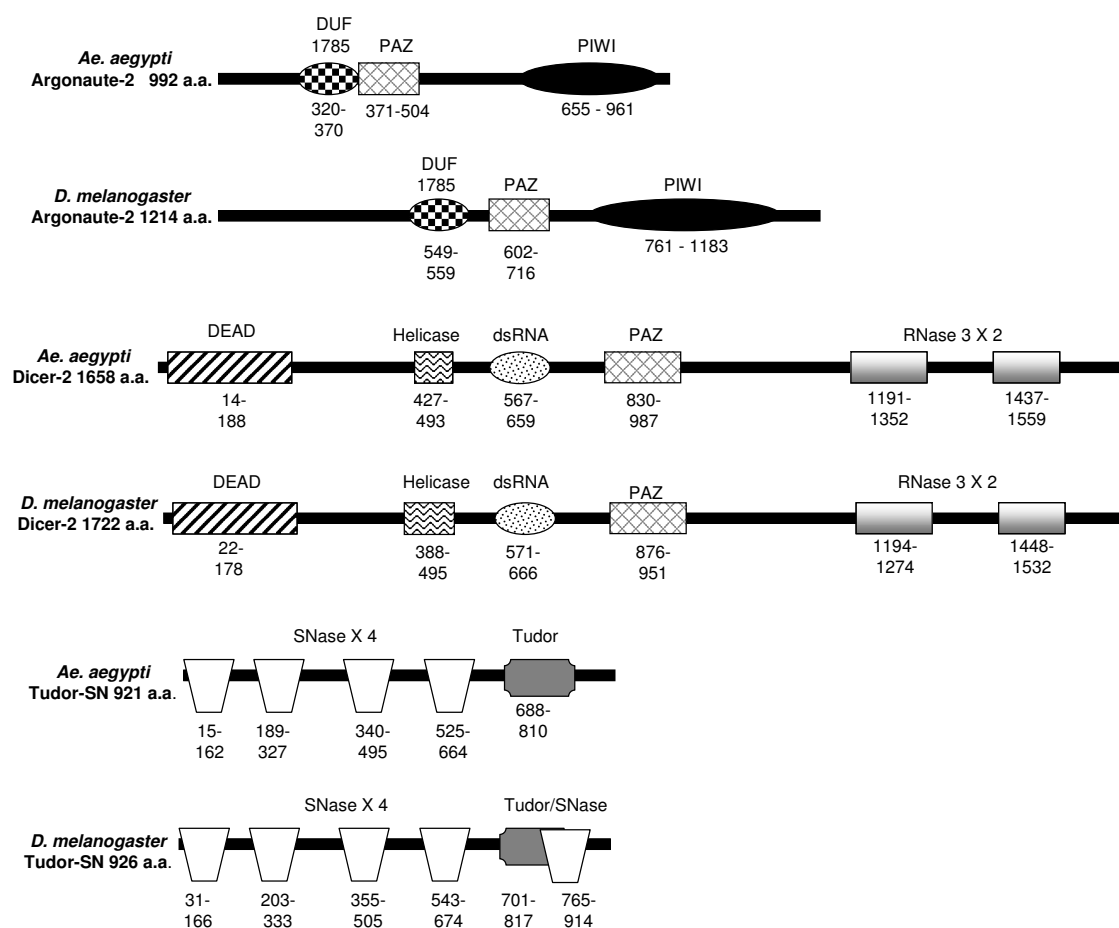 DUF
1785 PAZ PIWI
Ae. aegypti
Argonaute-2 992 a.a.
320- 371-504 655 - 961
370
DUF
1785 PAZ PIWI
D. melanogaster
Argonaute-2 1214 a.a.
549- 602- 761 - 1183
559 716
DEAD Helicase dsRNA PAZ RNase 3 X 2
Ae. aegypti
Dicer-2 1658 a.a.
14- 427- 567- 830- 1191- 1437-
188 493 659 987 1352 1559
DEAD Helicase dsRNA PAZ RNase 3 X 2
D. melanogaster
Dicer-2 1722 a.a.
22- 388- 571- 876- 1194- 1448-
178 495 666 951 1274 1532
SNase X 4 Tudor
Ae. aegypti
Tudor-SN 921 a.a.
15- 189- 340- 525- 688-
162 327 495 664 810
SNase X 4 Tudor/SNase
D. melanogaster
Tudor-SN 926 a.a.
31- 203- 355- 543- 701- 765-
166 333 505 674 817 914